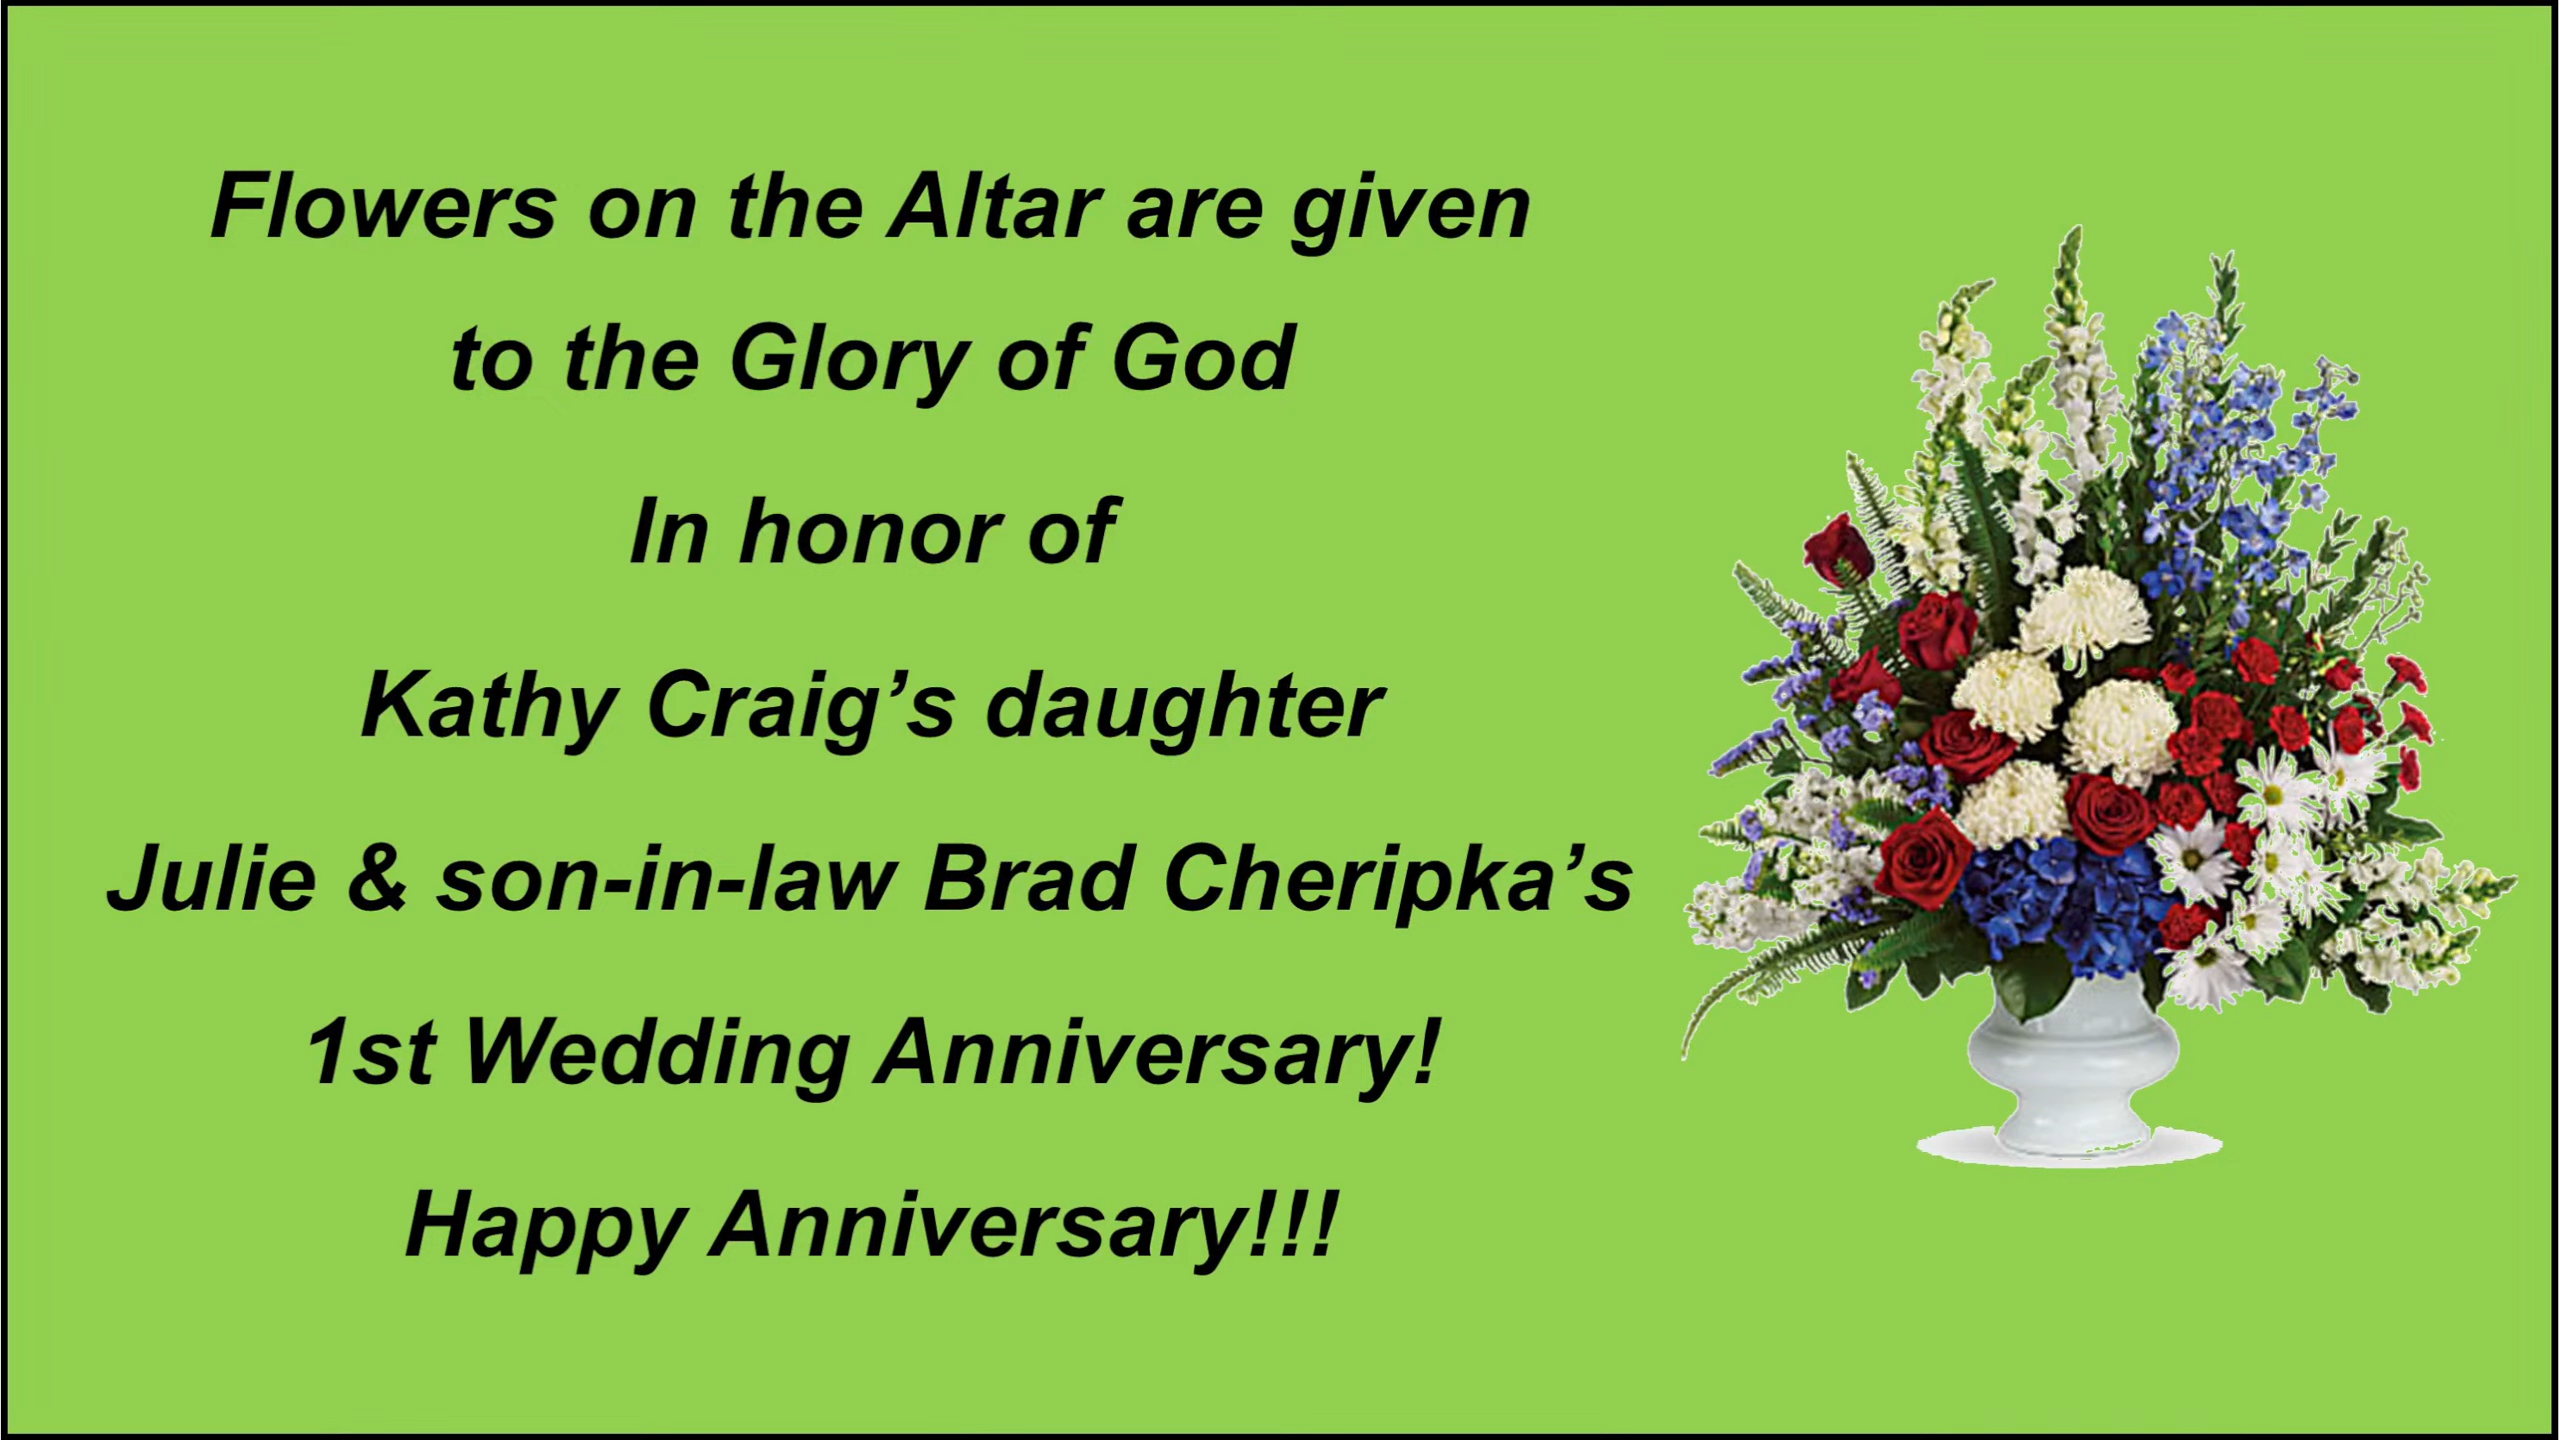 Flowers on the Altar are given
to the Glory of God
In honor of
Kathy Craig’s daughter
Julie & son-in-law Brad Cheripka’s
1st Wedding Anniversary!
Happy Anniversary!!!